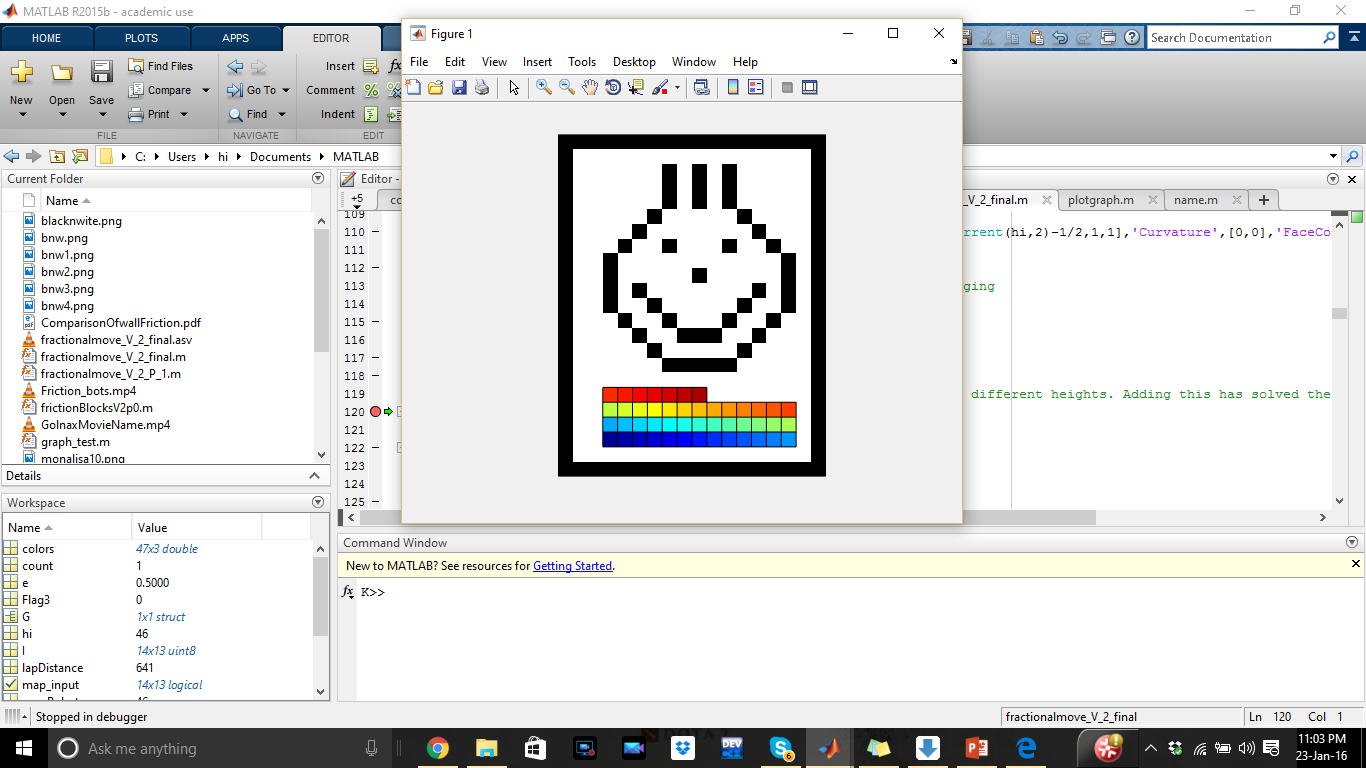 MATLAB R2015b - academic use
HOME PLOTS APPS EDITOR
Search Documentation
New Open Save
Find Files
Compare
Print
Go To
Find
Insert fx
Comment
Indent
FILE NAVIGATE EDIT
C: Users hi Documents MATLAB
Current Folder
Name
blacknwite.png
bnw.png
bnw1.png
bnw2.png
bnw3.png
bnw4.png
ComparisonOfwallFriction.pdf
fractionalmove_V_2_final.asv
fractionalmove_V_2_final.m
fractionalmove_V_2_P_1.m
Friction_bots.mp4
frictionBlocksV2p0.m
GolnaxMovieName.mp4
graph_test.m
monalisa10.png
Details
Workspace
Name Value
colors 47x3 double
count 1
e 0.5000
Flag3 0
G 1x1 struct
hi 46
I 14x13 uint8
lapDistance 641
map_input 14x13 logical
Stopped in debugger
Figure 1
File Edit View Insert Tools Desktop Window Help
Editor -
+5
co
_V_2_final.m
plotgraph.m
name.m
109
110
rrent(hi,2)-1/2,1,1],'Curvature',[0,0],'FaceCo
111
112
113
ging
114
115
116
117
118
119
different heights. Adding this has solved the
120
121
122
123
124
125
Command Window
New to MATLAB? See resources for Getting Started.
fx K>>
fractionalmove_V_2_final
Ln 120 Col 1
Ask me anything
DEV
6
11:03 PM
23-Jan-16